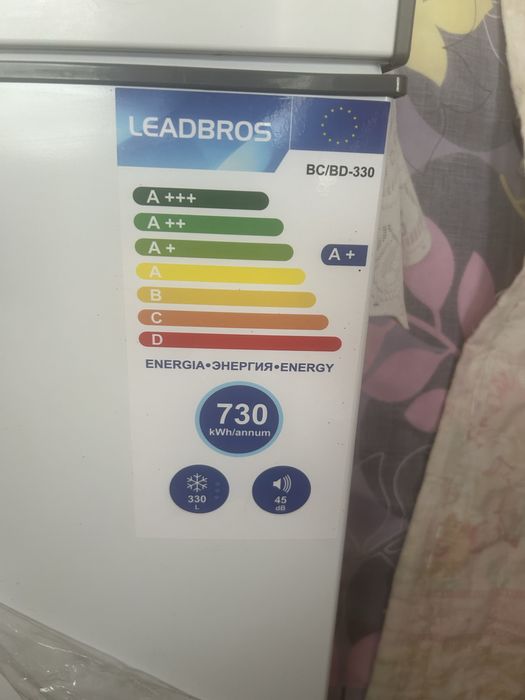 LEADBROS
BC/BD-330
A +++
A ++
A +
A +
A
B
C
D
ENERGIA•ЭНЕРГИЯ•ENERGY
730
kWh/annum
330
L
45
dB